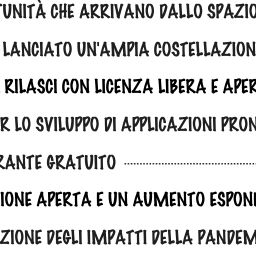 TUNITÀ CHE ARRIVANO DALLO SPAZIO
LANCIATO UN'AMPIA COSTELLAZION
RILASCI CON LICENZA LIBERA E APER
R LO SVILUPPO DI APPLICAZIONI PRON
RANTE GRATUITO
IONE APERTA E UN AUMENTO ESPON
ZIONE DEGLI IMPATTI DELLA PANDEM